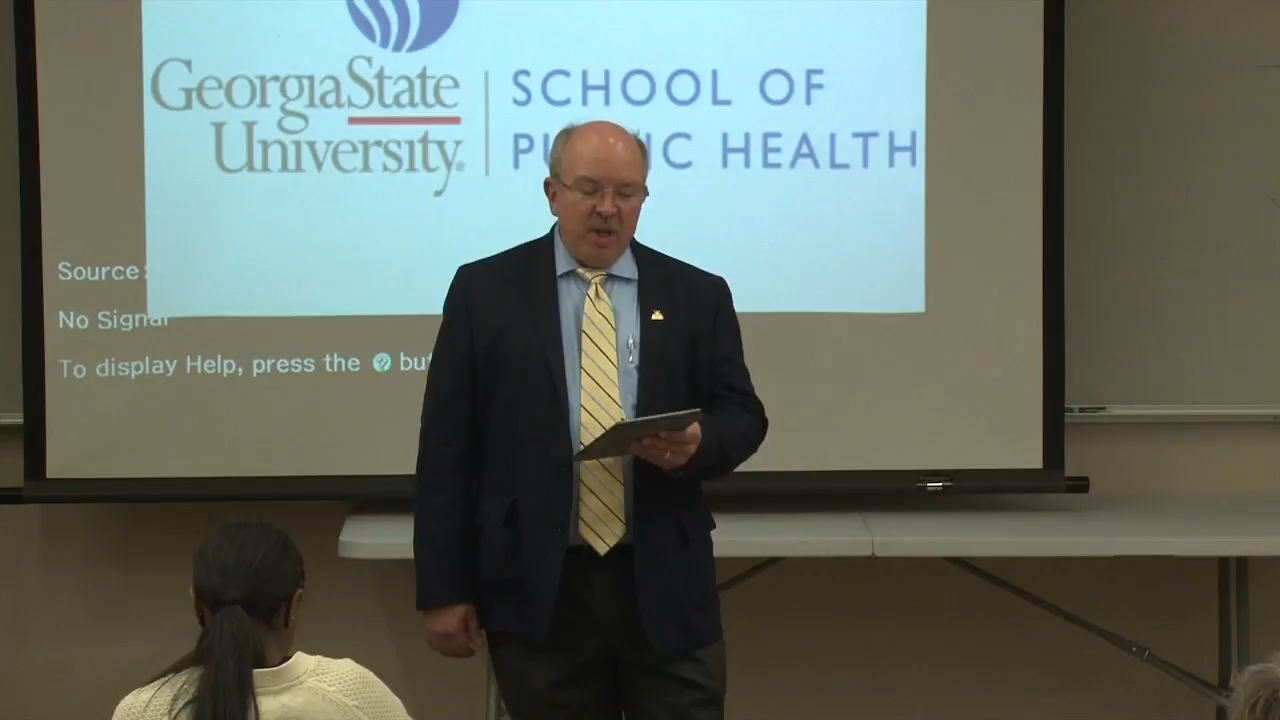 GeorgiaState
University
SCHOOL OF
HEALTH
Source
No Signal
To display Help, press the